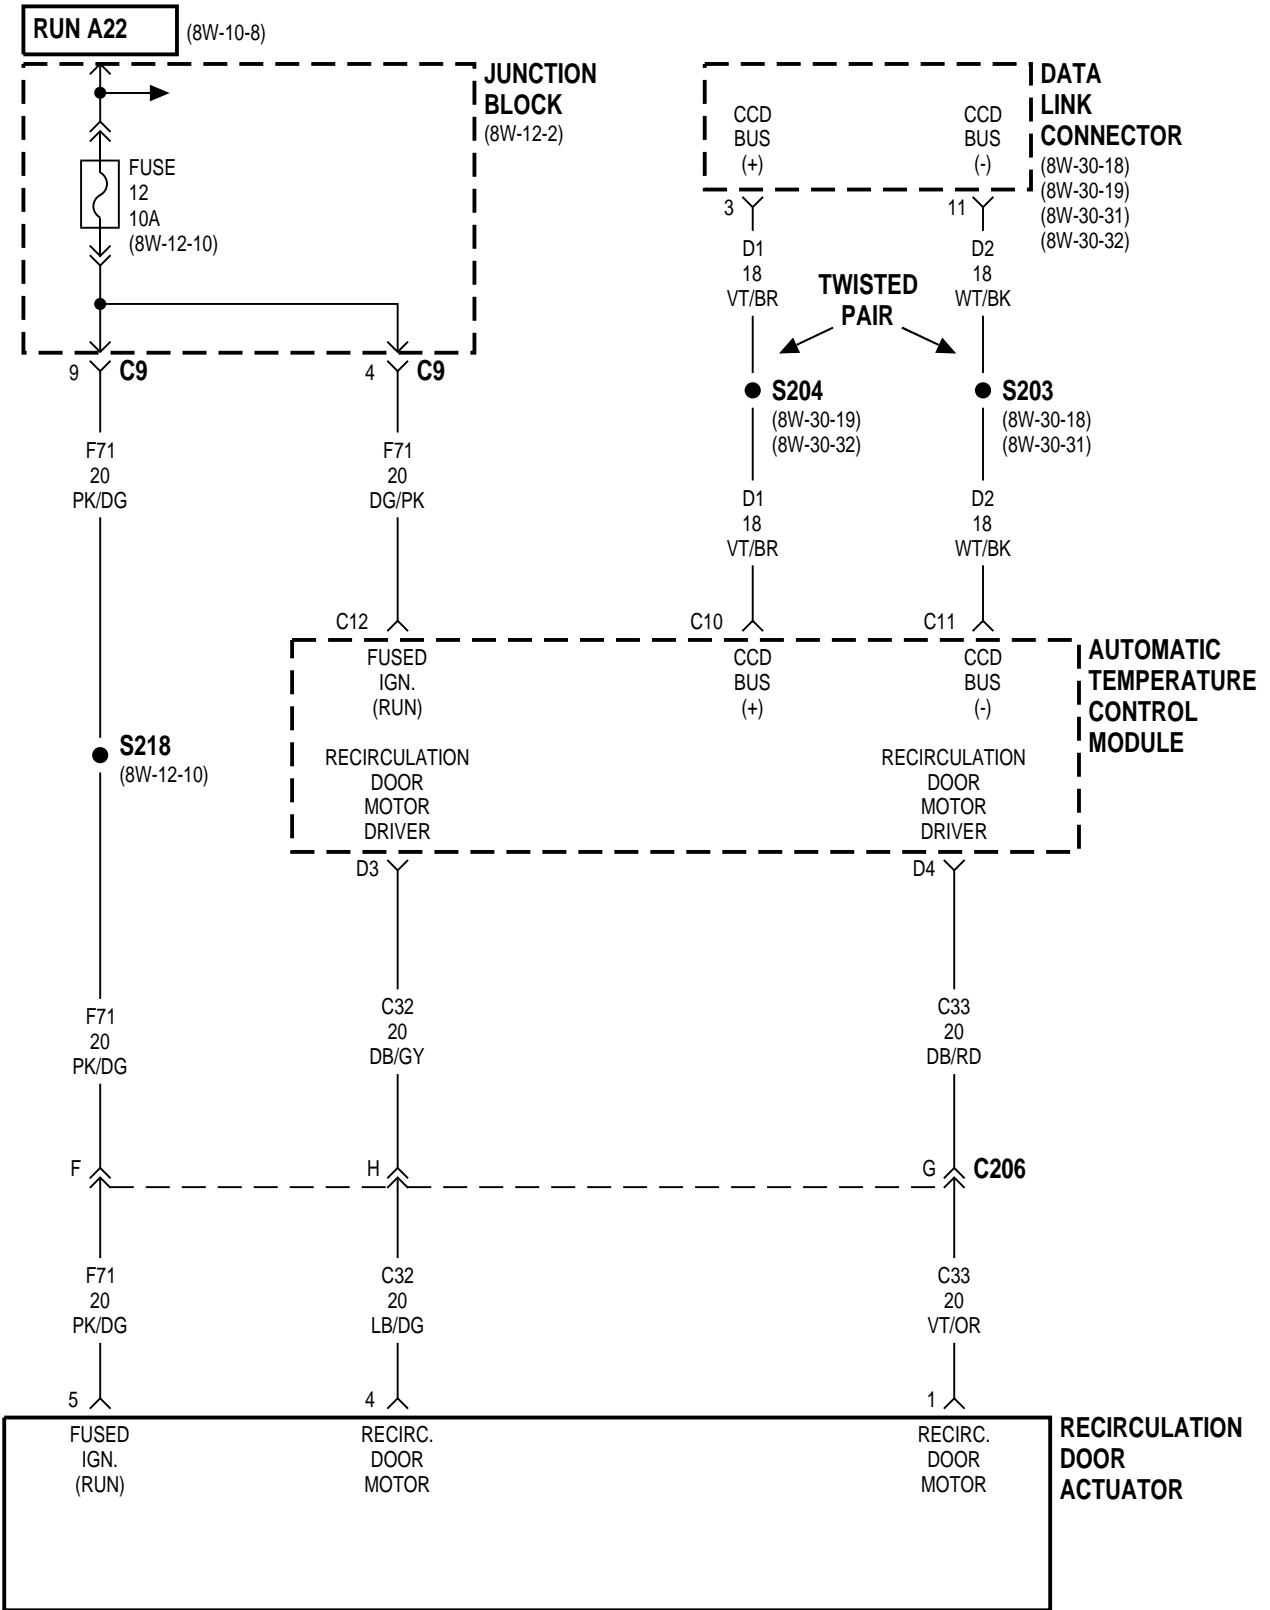 RUN A22
(8W-10-8)
JUNCTION
BLOCK
(8W-12-2)
FUSE
12
10A
(8W-12-10)
DATA
LINK
CONNECTOR
(8W-30-18)
(8W-30-19)
(8W-30-31)
(8W-30-32)
CCD
BUS
(+)
CCD
BUS
(-)
3
11
D1
18
VT/BR
D2
18
WT/BK
TWISTED
PAIR
9
C9
4
C9
S204
(8W-30-19)
(8W-30-32)
S203
(8W-30-18)
(8W-30-31)
F71
20
PK/DG
F71
20
DG/PK
D1
18
VT/BR
D2
18
WT/BK
C12
C10
C11
FUSED
IGN.
(RUN)
CCD
BUS
(+)
CCD
BUS
(-)
AUTOMATIC
TEMPERATURE
CONTROL
MODULE
S218
(8W-12-10)
RECIRCULATION
DOOR
MOTOR
DRIVER
RECIRCULATION
DOOR
MOTOR
DRIVER
D3
D4
F71
20
PK/DG
C32
20
DB/GY
C33
20
DB/RD
F
H
G
C206
F71
20
PK/DG
C32
20
LB/DG
C33
20
VT/OR
5
4
1
FUSED
IGN.
(RUN)
RECIRC.
DOOR
MOTOR
RECIRC.
DOOR
MOTOR
RECIRCULATION
DOOR
ACTUATOR